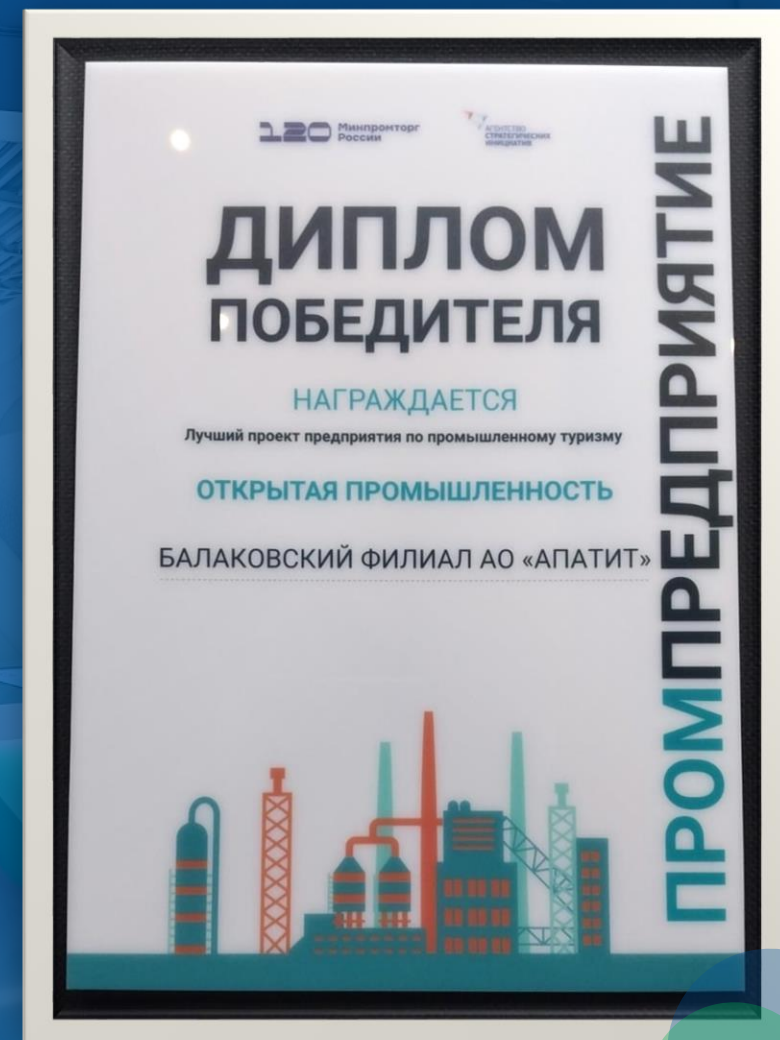 120 Минпромторг
России
АГЕНТСТВО
СТРАТЕГИЧЕСКИХ
ИНИЦИАТИВ
ДИПЛОМ
ПОБЕДИТЕЛЯ
НАГРАЖДАЕТСЯ
Лучший проект предприятия по промышленному туризму
ОТКРЫТАЯ ПРОМЫШЛЕННОСТЬ
БАЛАКОВСКИЙ ФИЛИАЛ АО «АПАТИТ»
ПРОМПРЕДПРИЯТИЕ